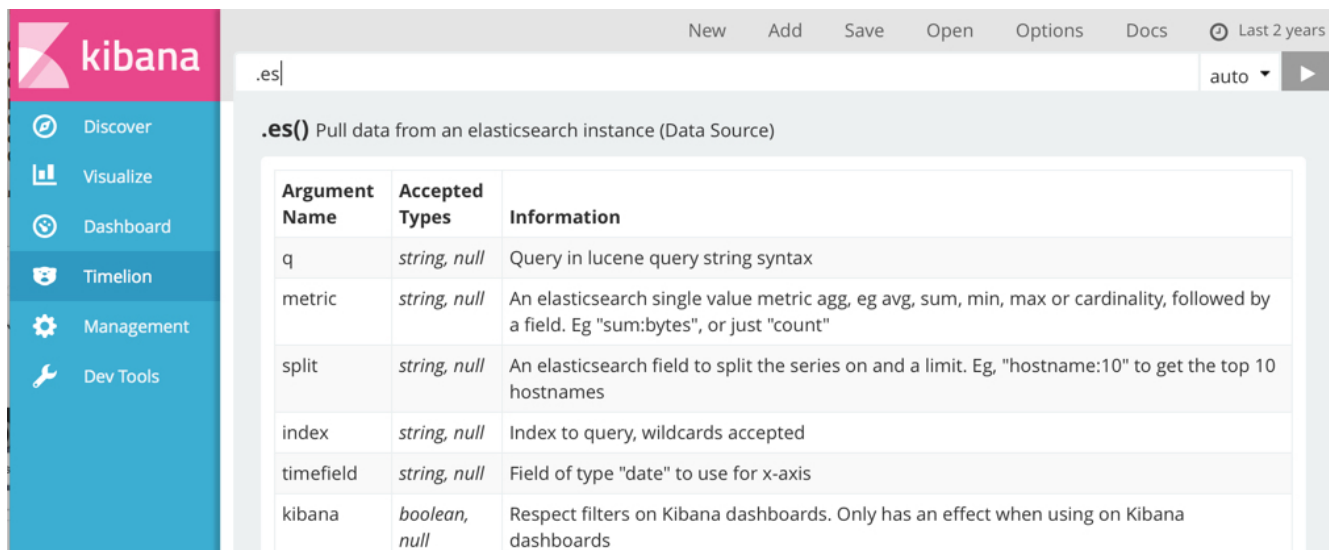 New Add Save Open Options Docs Last 2 years
kibana
.es
auto
Discover
Visualize
Dashboard
Timelion
Management
Dev Tools
.es() Pull data from an elasticsearch instance (Data Source)
Argument Name Accepted Types Information
q string, null Query in lucene query string syntax
metric string, null An elasticsearch single value metric agg, eg avg, sum, min, max or cardinality, followed by
a field. Eg "sum:bytes", or just "count"
split string, null An elasticsearch field to split the series on and a limit. Eg, "hostname:10" to get the top 10
hostnames
index string, null Index to query, wildcards accepted
timefield string, null Field of type "date" to use for x-axis
kibana boolean, null Respect filters on Kibana dashboards. Only has an effect when using on Kibana
dashboards